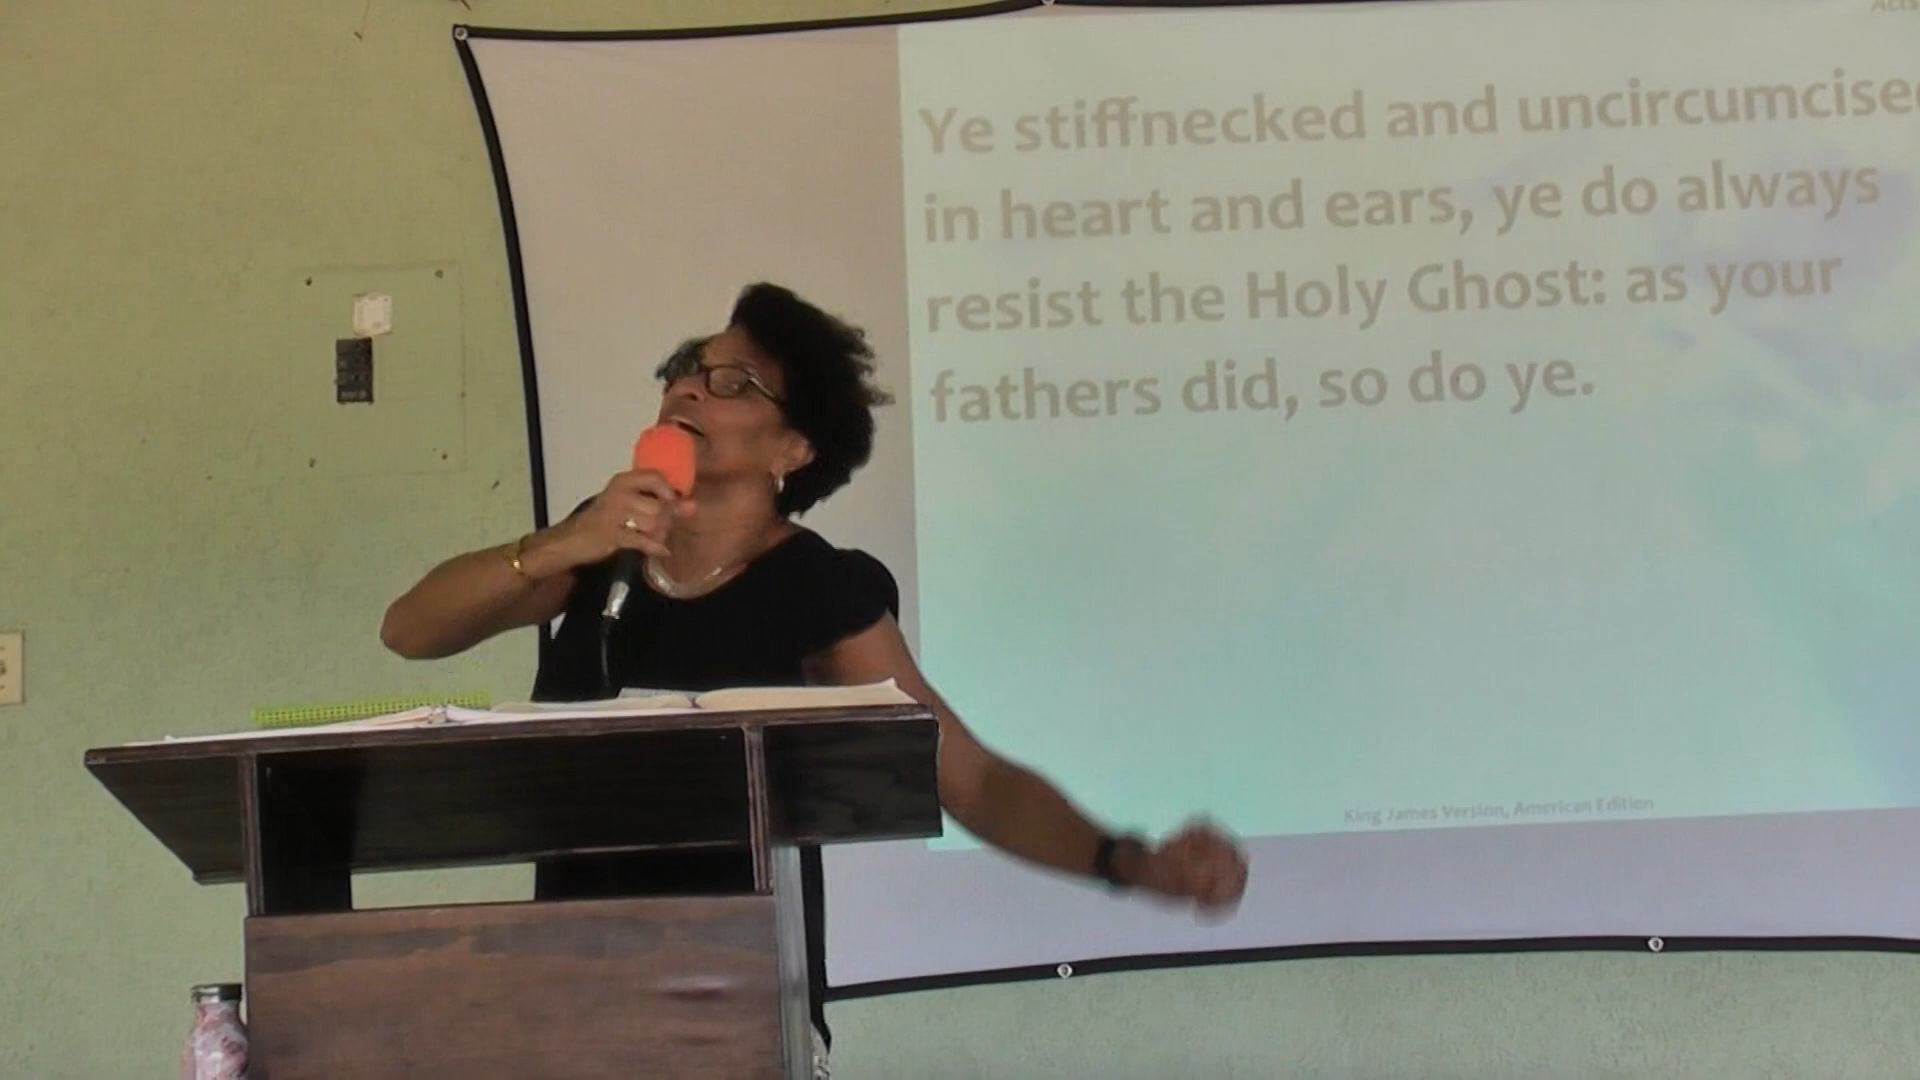 Acts
Ye stiffnecked and uncircumcised
in heart and ears, ye do always
resist the Holy Ghost: as your
fathers did, so do ye.
King James Version, American Edition